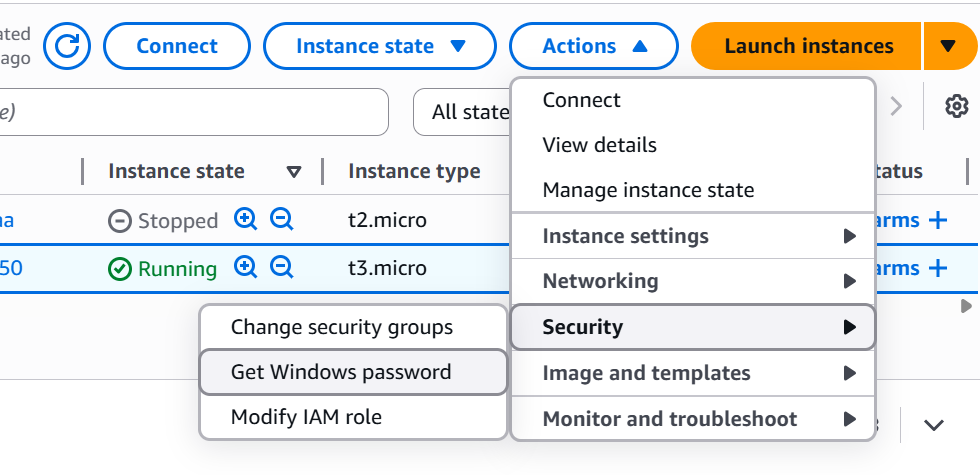 ated
ago
Connect
Instance state
Actions
Launch instances
e)
All state
Connect
View details
Manage instance state
Instance settings
Networking
Security
Image and templates
Monitor and troubleshoot
Instance state
Instance type
tatus
na
Stopped
t2.micro
arms
50
Running
t3.micro
arms
Change security groups
Get Windows password
Modify IAM role